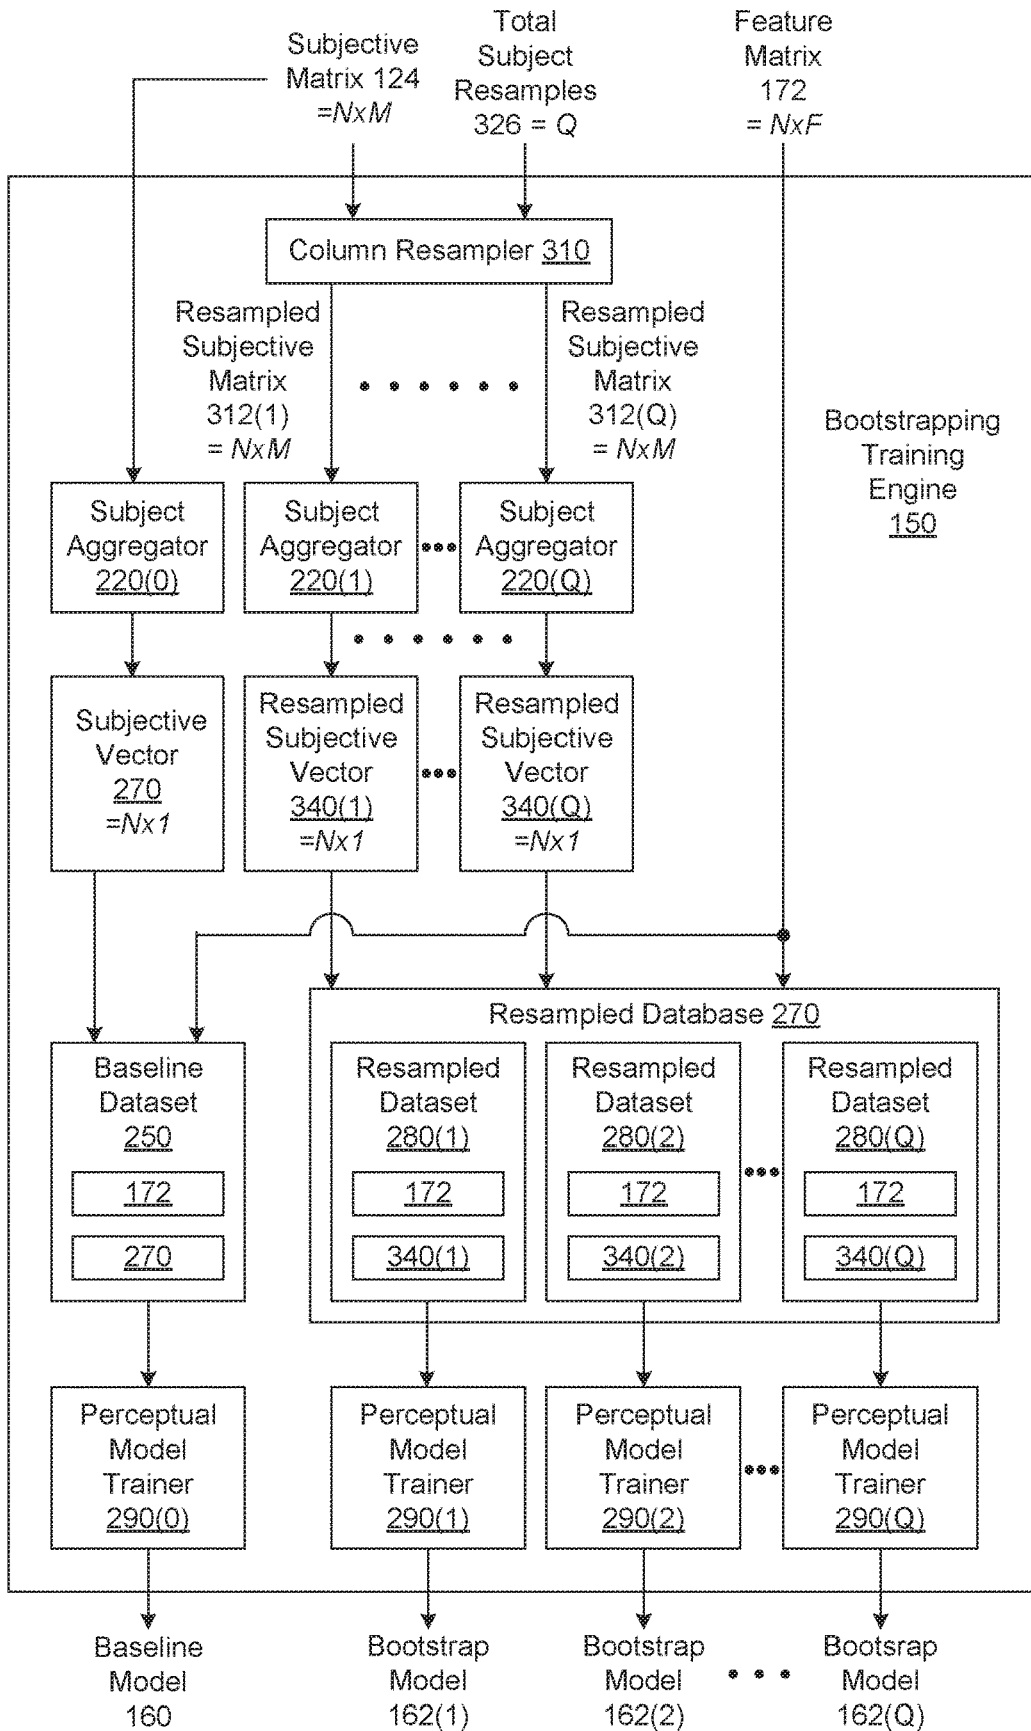 Subjective
Matrix 124
=NxM
Total
Subject
Resamples
326 = Q
Feature
Matrix
172
= NxF
Column Resampler 310
Resampled
Subjective
Matrix
312(1)
= NxM
Resampled
Subjective
Matrix
312(Q)
= NxM
Bootstrapping
Training
Engine
150
Subject
Aggregator
220(0)
Subject
Aggregator
220(1)
Subject
Aggregator
220(Q)
Subjective
Vector
270
=Nx1
Resampled
Subjective
Vector
340(1)
=Nx1
Resampled
Subjective
Vector
340(Q)
=Nx1
Resampled Database 270
Baseline
Dataset
250
172
270
Resampled
Dataset
280(1)
172
340(1)
Resampled
Dataset
280(2)
172
340(2)
Resampled
Dataset
280(Q)
172
340(Q)
Perceptual
Model
Trainer
290(0)
Perceptual
Model
Trainer
290(1)
Perceptual
Model
Trainer
290(2)
Perceptual
Model
Trainer
290(Q)
Baseline
Model
160
Bootstrap
Model
162(1)
Bootstrap
Model
162(2)
Bootsrap
Model
162(Q)